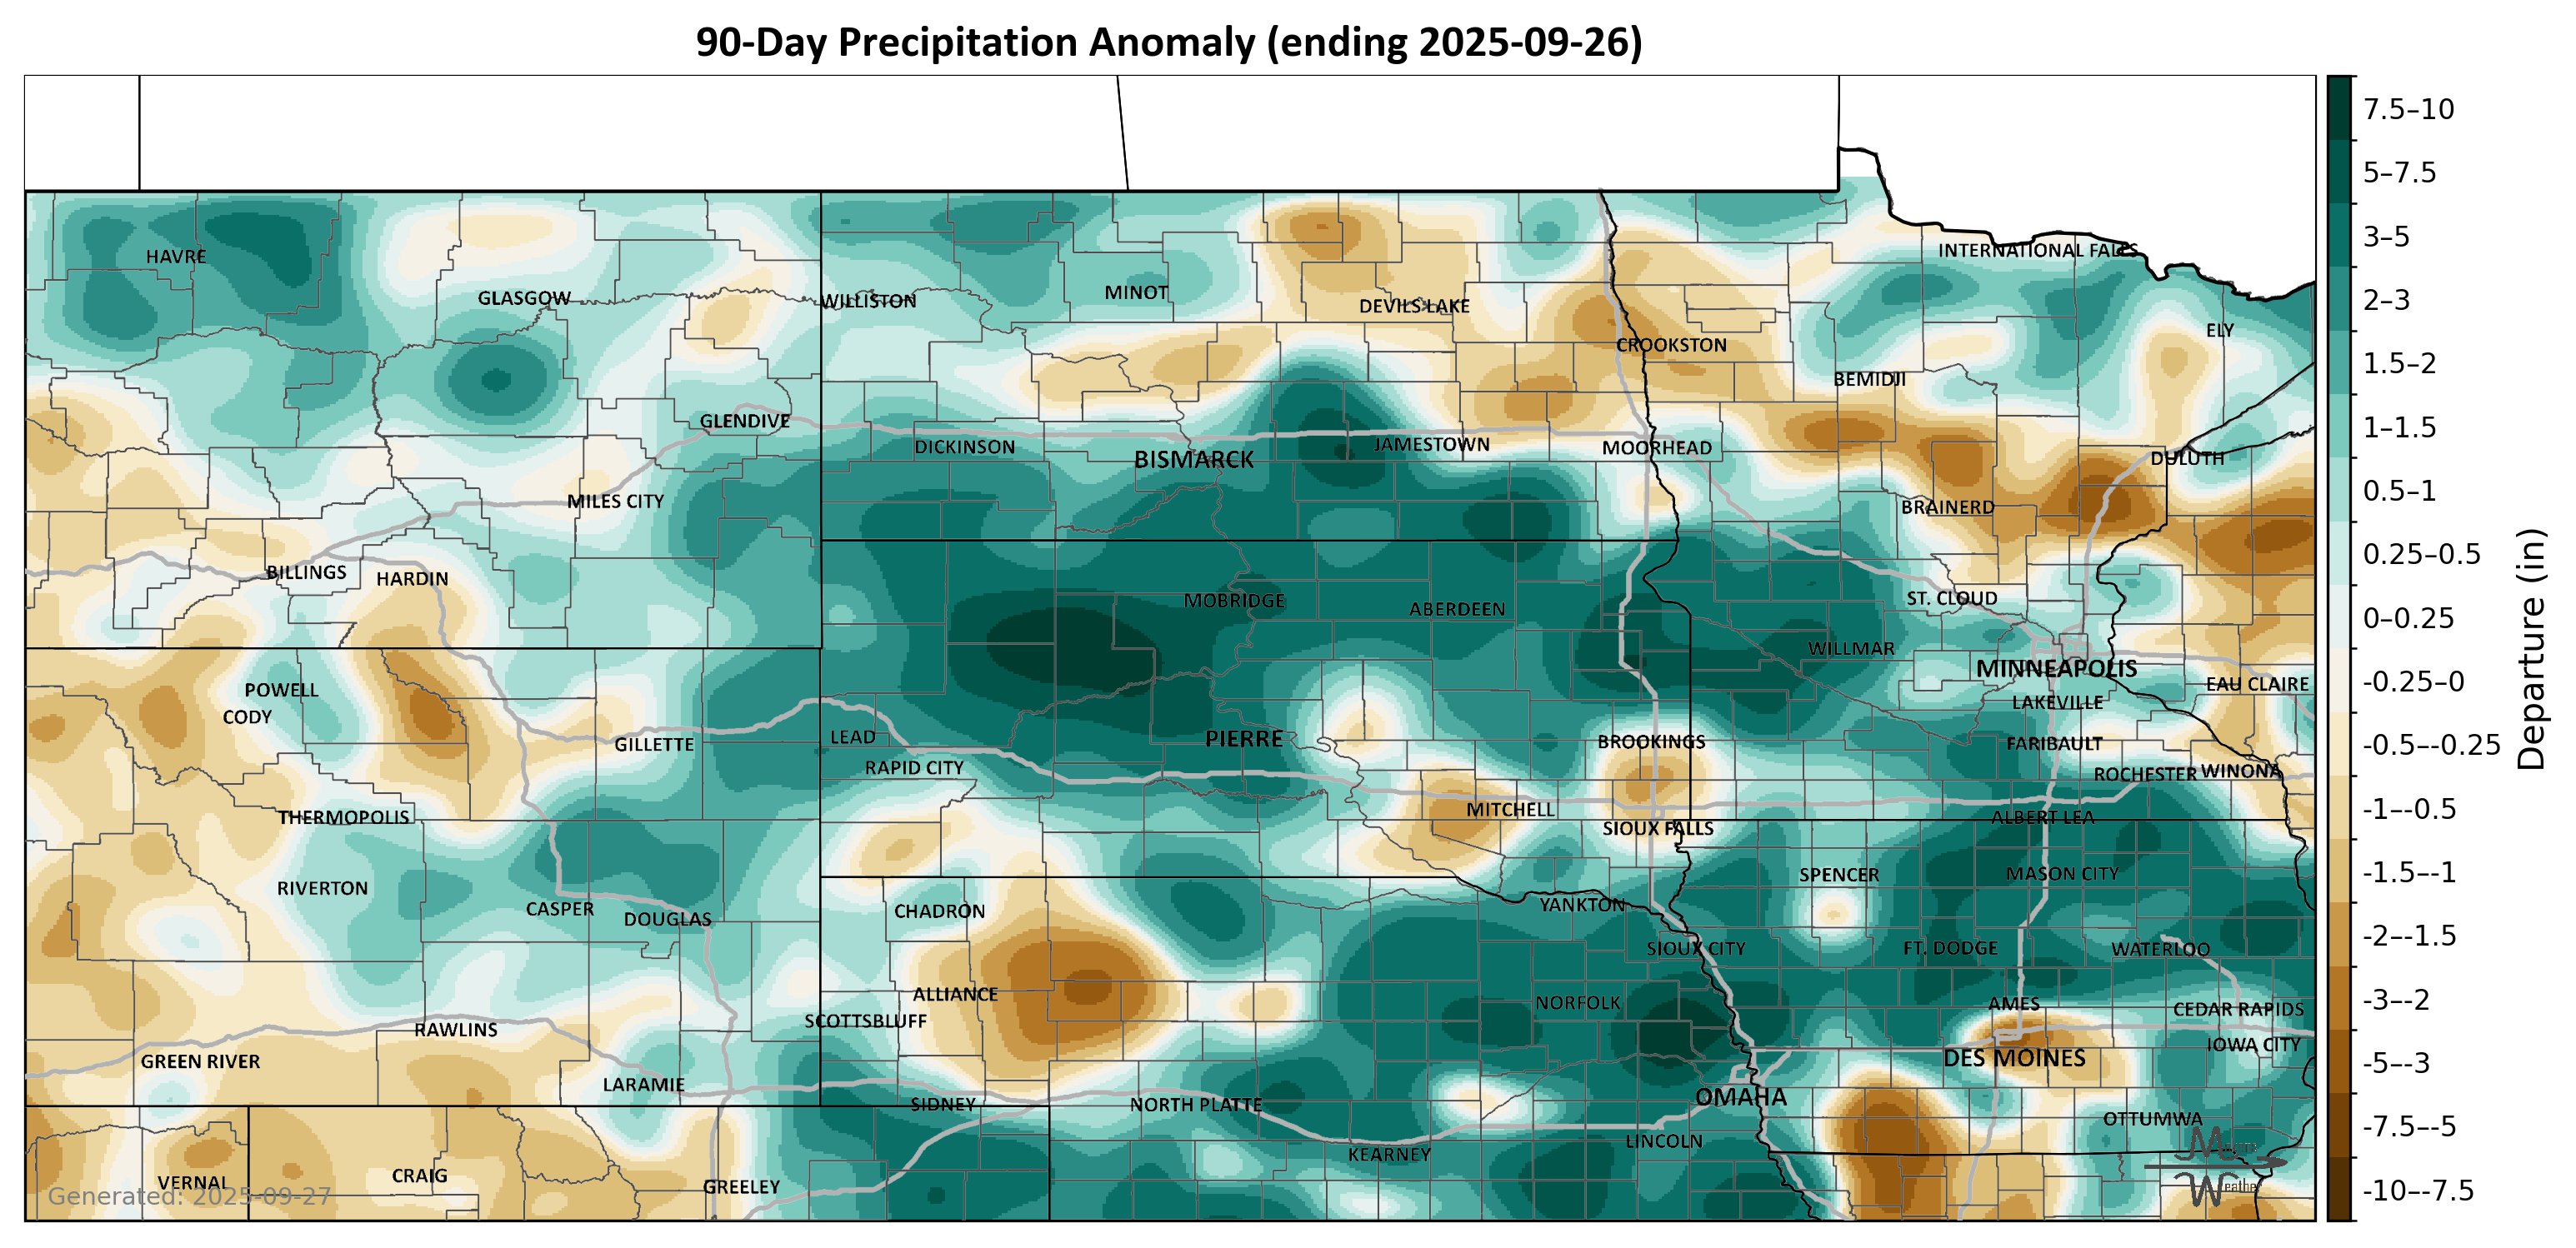 90-Day Precipitation Anomaly (ending 2025-09-26)
7.5–10
5–7.5
3–5
2–3
1.5–2
1–1.5
0.5–1
0.25–0.5
0–0.25
-0.25–0
-0.5–-0.25
-1–-0.5
-1.5–-1
-2–-1.5
-3–-2
-5–-3
-7.5–-5
-10–-7.5
Departure (in)
HAVRE
INTERNATIONAL FALLS
GLASGOW
WILLISTON
MINOT
DEVILS LAKE
ELY
CROOKSTON
BEMIDJI
GLENDIVE
DICKINSON
BISMARCK
JAMESTOWN
MOORHEAD
DULUTH
MILES CITY
BRAINERD
BILLINGS
HARDIN
MOBRIDGE
ABERDEEN
ST. CLOUD
WILLMAR
MINNEAPOLIS
POWELL
EAU CLAIRE
CODY
LAKEVILLE
GILLETTE
LEAD
PIERRE
BROOKINGS
FARIBAULT
RAPID CITY
ROCHESTER
WINONA
THERMOPOLIS
MITCHELL
ALBERT LEA
SIOUX FALLS
RIVERTON
SPENCER
MASON CITY
CASPER
DOUGLAS
CHADRON
YANKTON
SIOUX CITY
FT. DODGE
WATERLOO
ALLIANCE
NORFOLK
AMES
CEDAR RAPIDS
SCOTTSBLUFF
RAWLINS
IOWA CITY
GREEN RIVER
DES MOINES
LARAMIE
OMAHA
SIDNEY
NORTH PLATTE
OTTUMWA
LINCOLN
KEARNEY
VERNAL
CRAIG
GREELEY
Generated: 2025-09-27
Weather